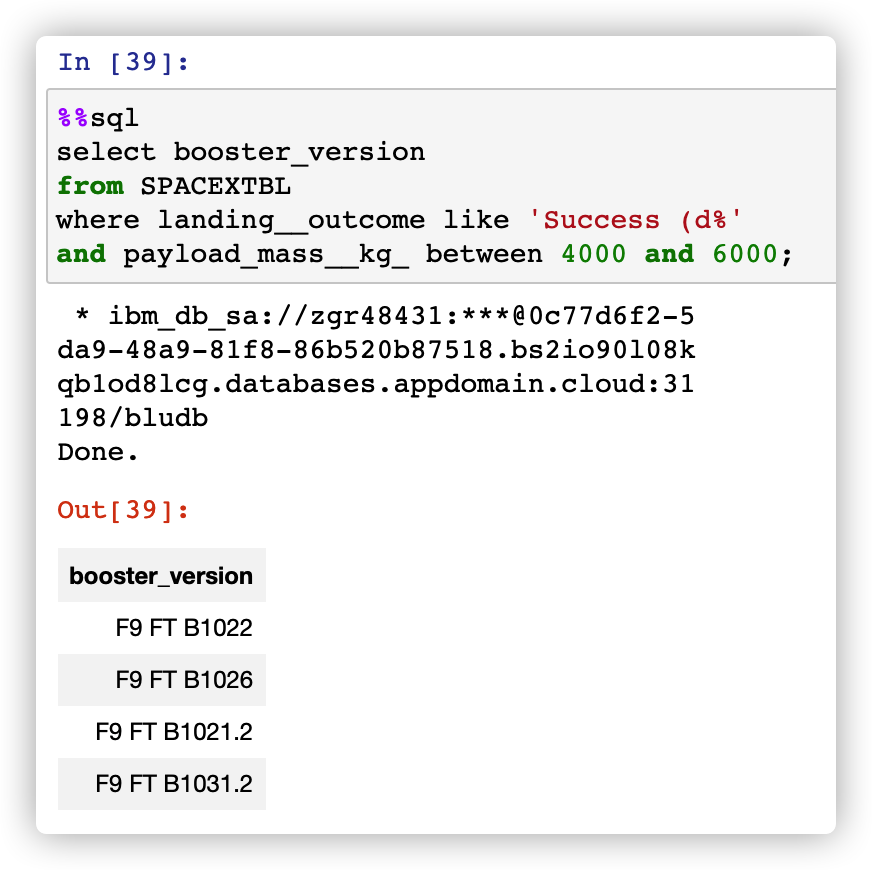 In [39]:
%%sql
select booster_version
from SPACEXTBL
where landing__outcome like 'Success (d%'
and payload_mass__kg_ between 4000 and 6000;
* ibm_db_sa://zgr48431:***@0c77d6f2-5
da9-48a9-81f8-86b520b87518.bs2io90l08k
qb1od8lcg.databases.appdomain.cloud:31
198/bludb
Done.
Out[39]:
booster_version
F9 FT B1022
F9 FT B1026
F9 FT B1021.2
F9 FT B1031.2